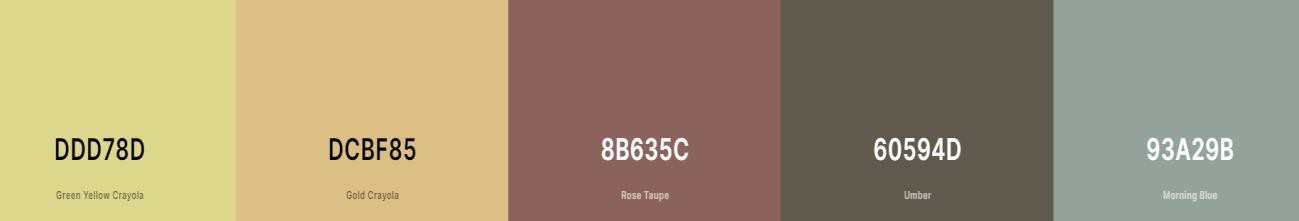 DDD78D
Green Yellow Crayola
DCBF85
Gold Crayola
8B635C
Rose Taupe
60594D
Umber
93A29B
Morning Blue